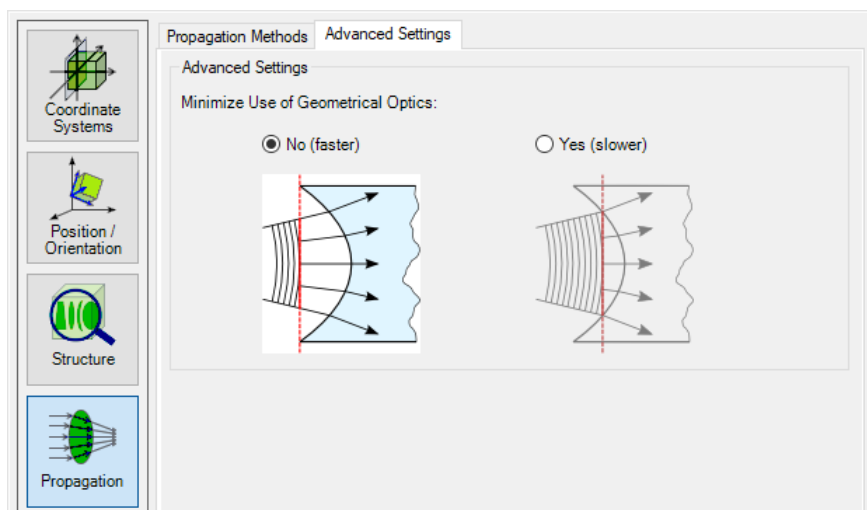 Propagation Methods
Advanced Settings
Advanced Settings
Minimize Use of Geometrical Optics:
No (faster)
Yes (slower)
Coordinate
Systems
Position /
Orientation
Structure
Propagation